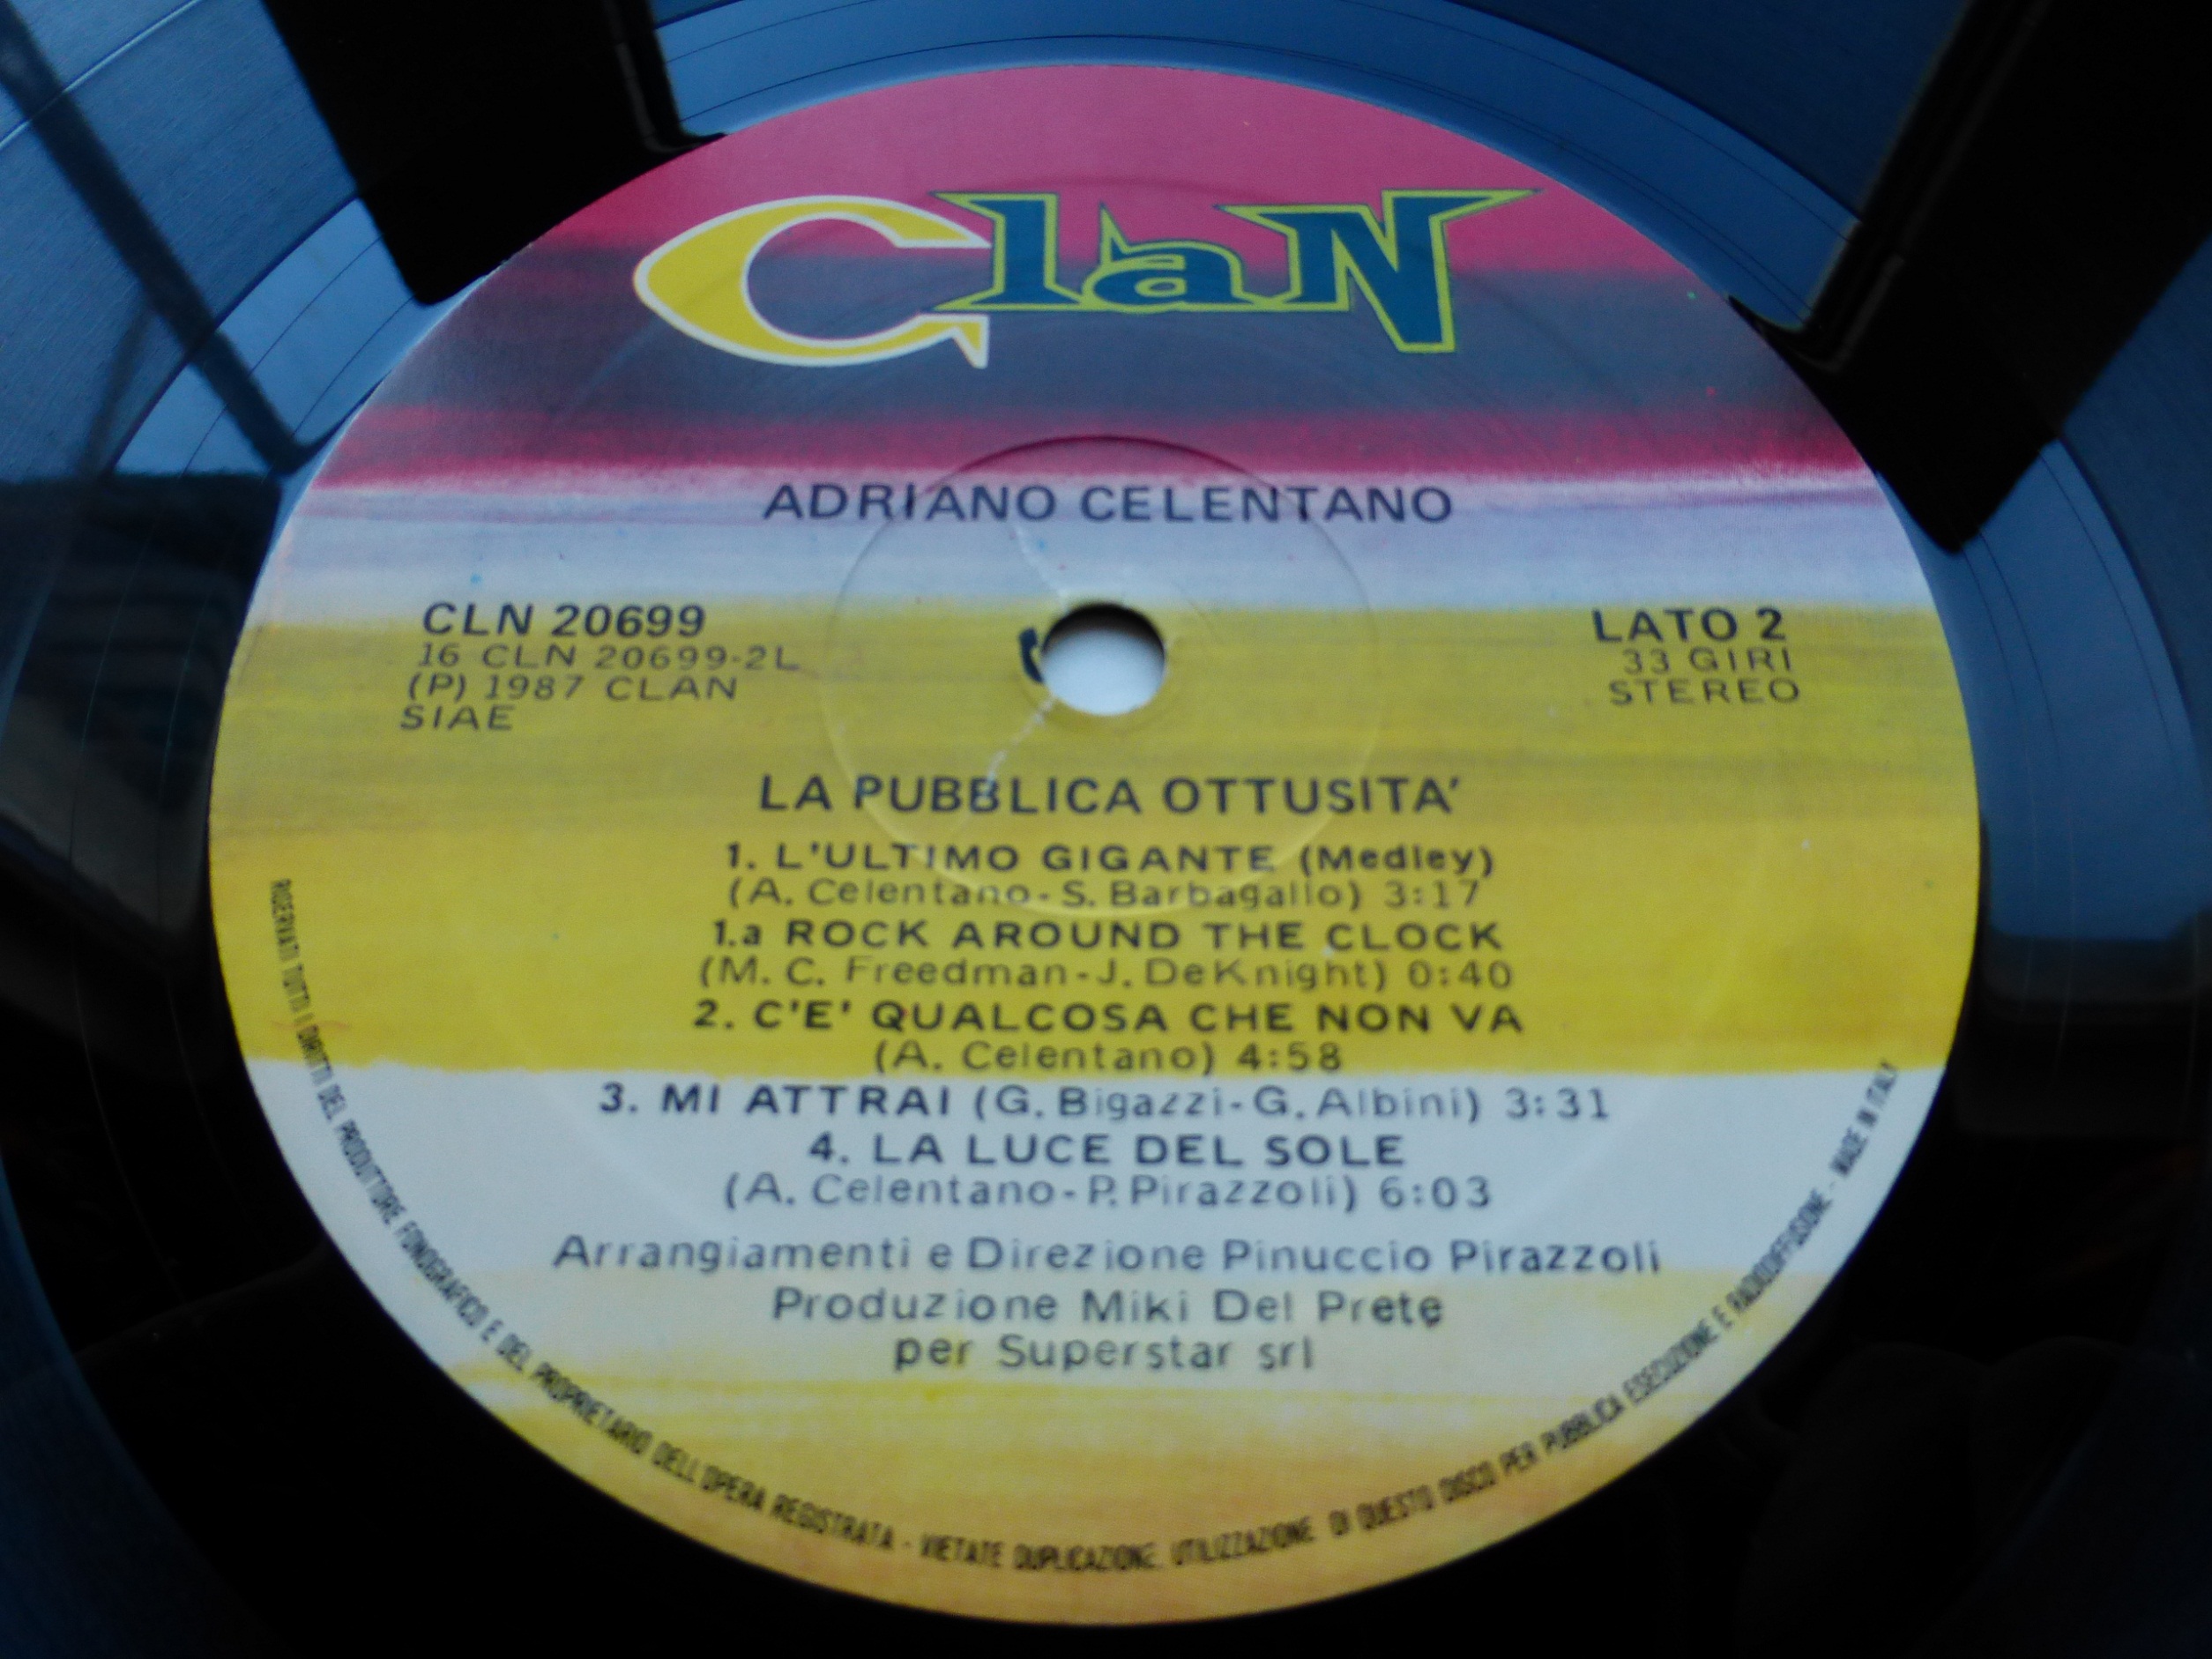 ClaN
ADRIANO CELENTANO
CLN 20699
16 CLN 20699-2L
(P) 1987 CLAN
SIAE
LATO 2
33 GIRI
STEREO
LA PUBBLICA OTTUSITA'
1. L'ULTIMO GIGANTE (Medley)
(A. Celentano-S. Barbagallo) 3:17
1.a ROCK AROUND THE CLOCK
(M. C. Freedman-J. DeKnight) 0:40
2. C'E' QUALCOSA CHE NON VA
(A. Celentano) 4:58
3. MI ATTRAI (G. Bigazzi-G. Albini) 3:31
4. LA LUCE DEL SOLE
(A. Celentano-P. Pirazzoli) 6:03
Arrangiamenti e Direzione Pinuccio Pirazzoli
Produzione Miki Del Prete
per Superstar srl
RISERVATI TUTTI I DIRITTI DEL PRODUTTORE FONOGRAFICO E DEL PROPRIETARIO DELL'OPERA REGISTRATA - VIETATE DUPLICAZIONE, UTILIZZAZIONE DI QUESTO DISCO PER PUBBLICA ESECUZIONE E RADIODIFFUSIONE - MADE IN ITALY